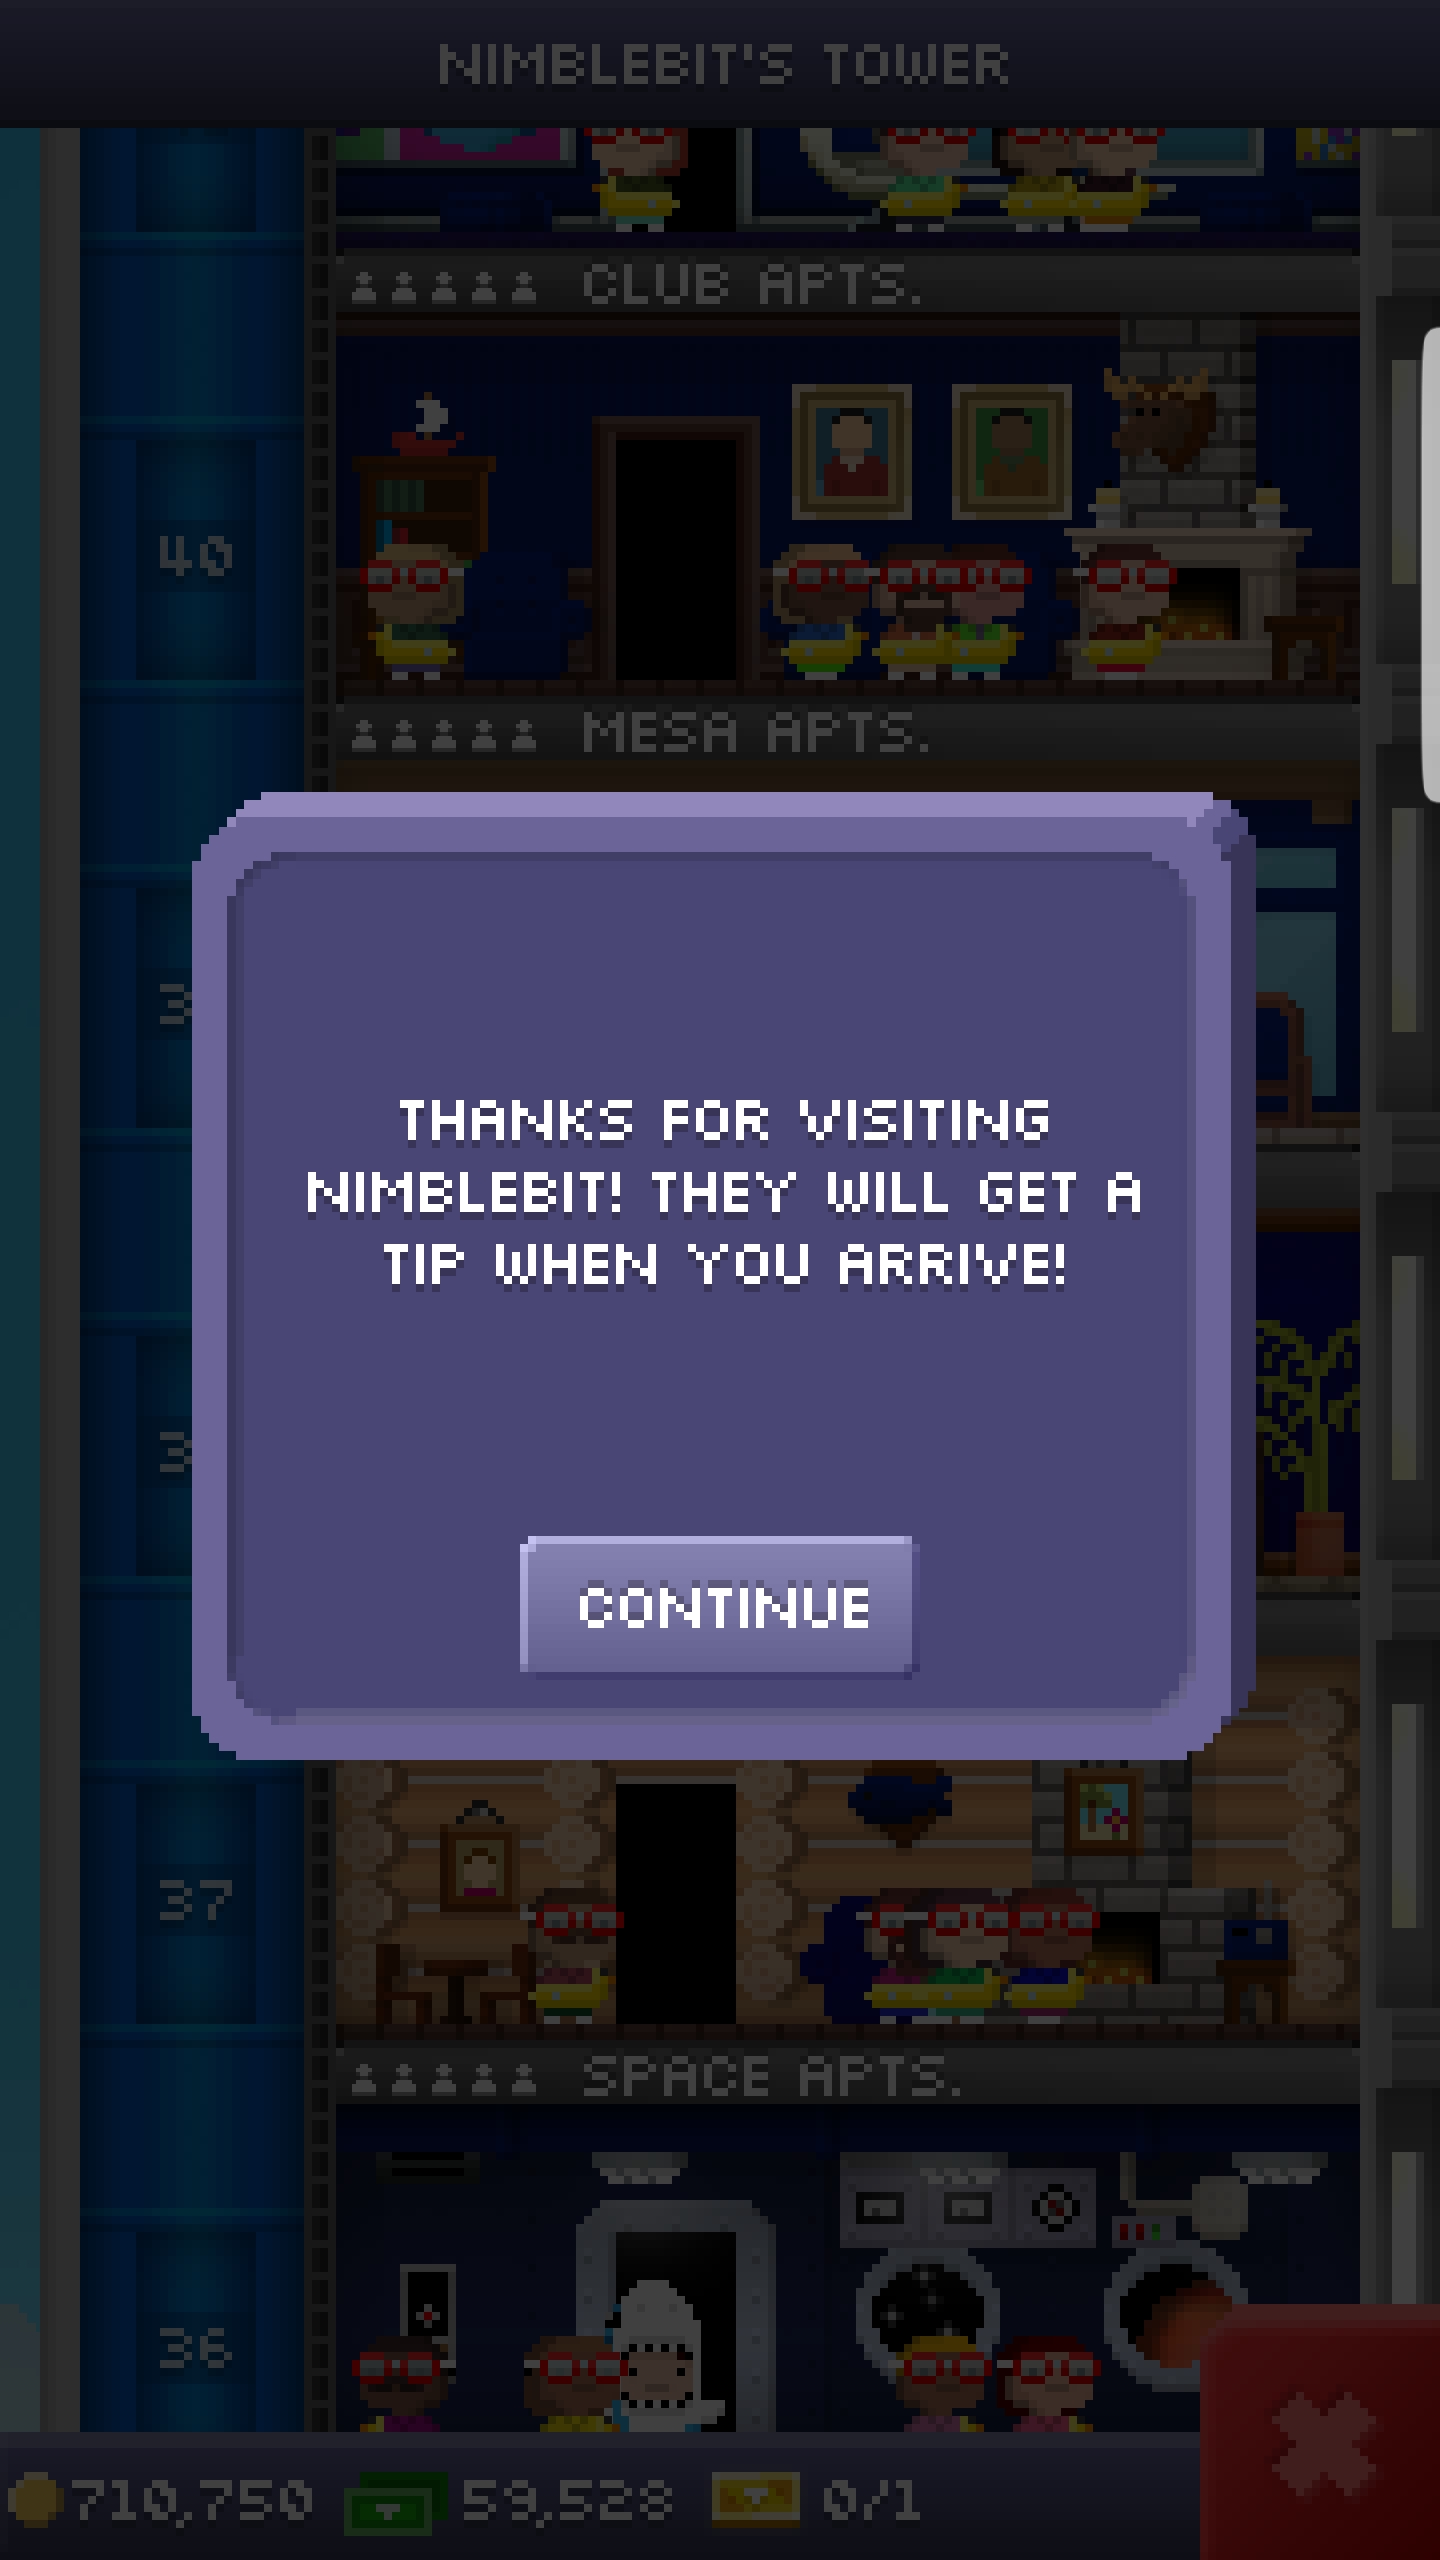 NIMBLEBIT'S TOWER
CLUB APTS.
40
MESA APTS.
THANKS FOR VISITING
NIMBLEBIT! THEY WILL GET A
TIP WHEN YOU ARRIVE!
CONTINUE
37
SPACE APTS.
36
710,750 59,528 0/1